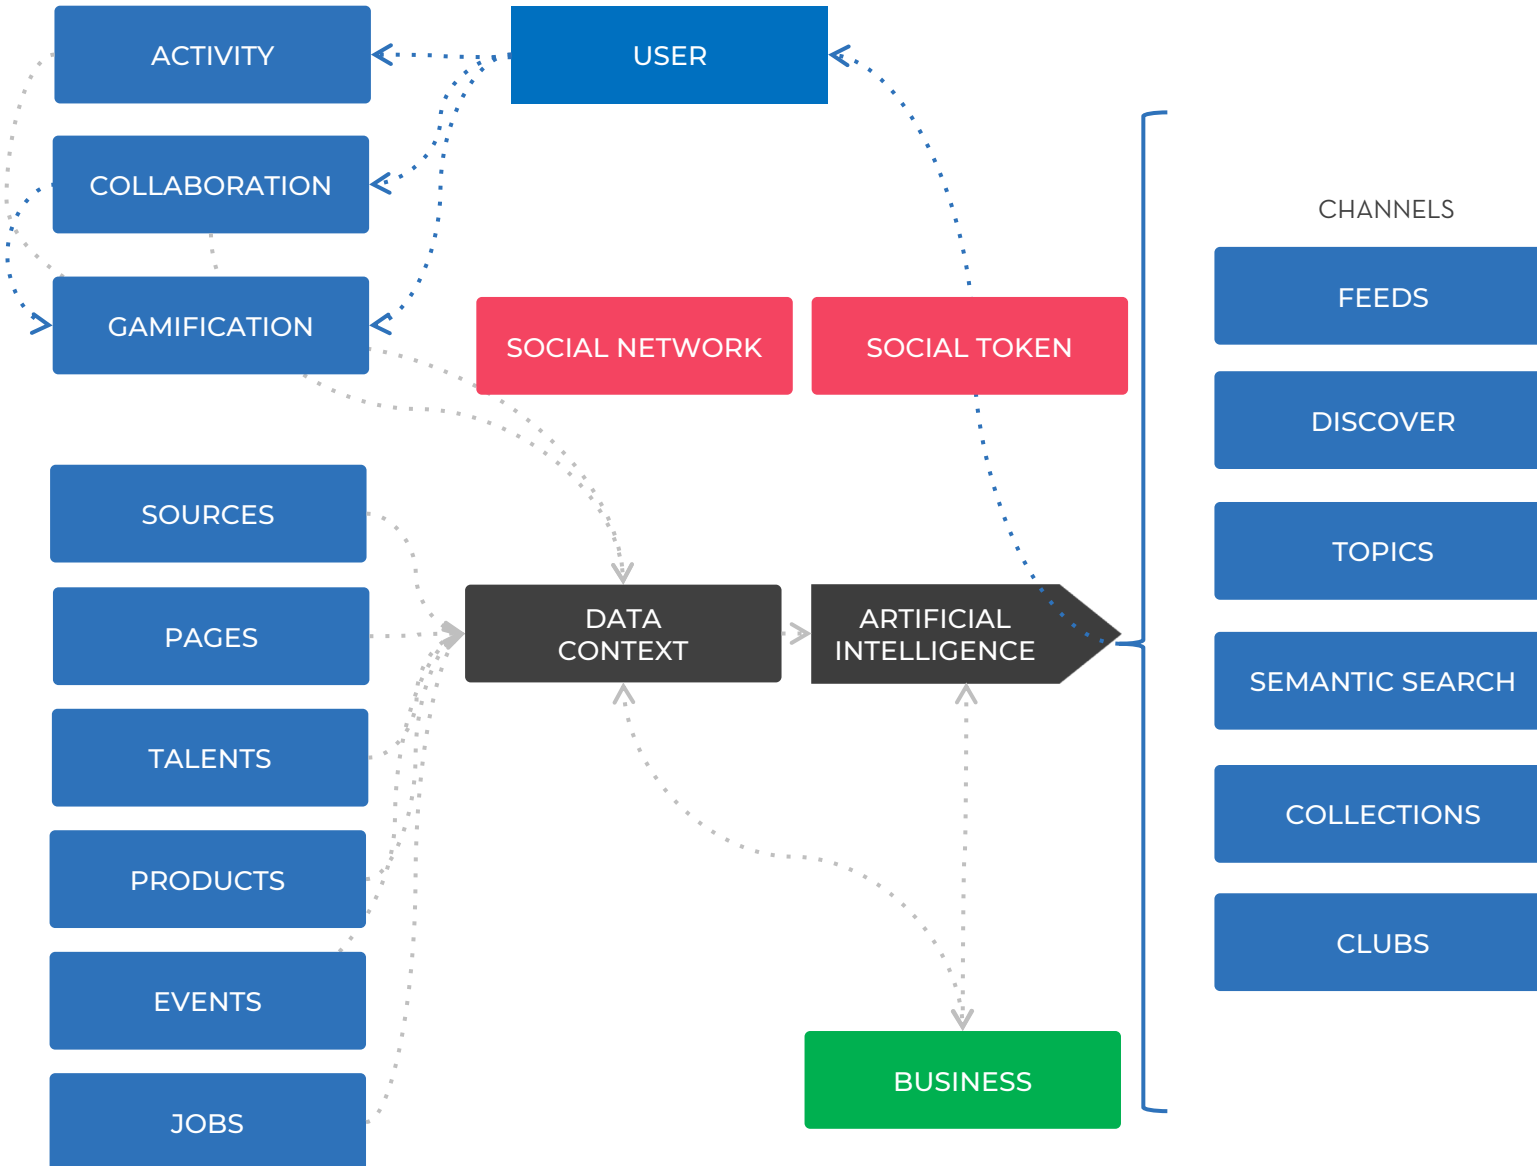 ACTIVITY
USER
COLLABORATION
GAMIFICATION
SOCIAL NETWORK
SOCIAL TOKEN
SOURCES
PAGES
TALENTS
PRODUCTS
EVENTS
JOBS
DATA
CONTEXT
ARTIFICIAL
INTELLIGENCE
BUSINESS
CHANNELS
FEEDS
DISCOVER
TOPICS
SEMANTIC SEARCH
COLLECTIONS
CLUBS